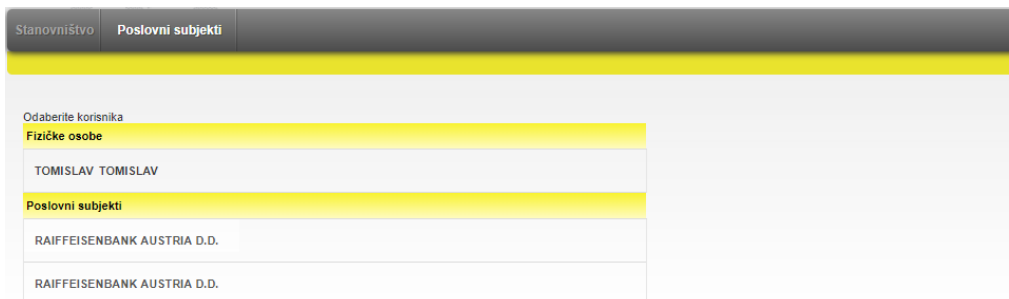 Stanovništvo Poslovni subjekti
Odaberite korisnika
Fizičke osobe
TOMISLAV TOMISLAV
Poslovni subjekti
RAIFFEISENBANK AUSTRIA D.D.
RAIFFEISENBANK AUSTRIA D.D.